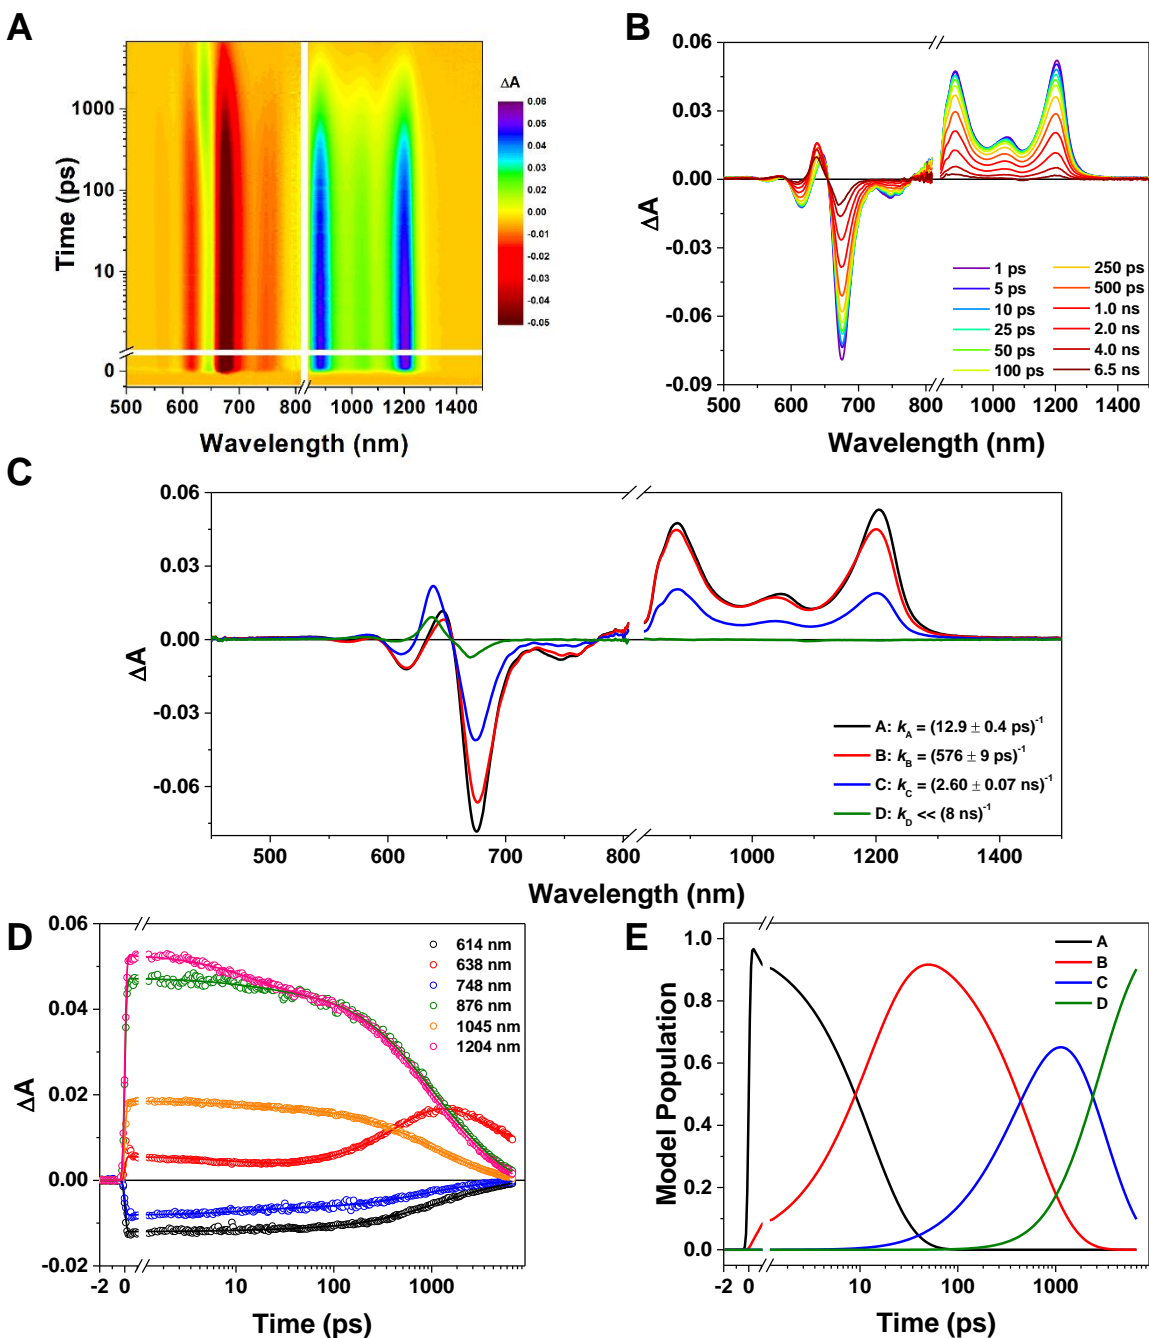 A
Time (ps)
1000
100
10
0
500
600
700
800
1000
1200
1400
Wavelength (nm)
ΔA
0.06
0.05
0.04
0.03
0.02
0.01
0.00
-0.01
-0.02
-0.03
-0.04
-0.05
B
ΔA
0.06
0.03
0.00
-0.03
-0.06
-0.09
500
600
700
800
1000
1200
1400
Wavelength (nm)
1 ps
5 ps
10 ps
25 ps
50 ps
100 ps
250 ps
500 ps
1.0 ns
2.0 ns
4.0 ns
6.5 ns
C
ΔA
0.06
0.03
0.00
-0.03
-0.06
500
600
700
800
1000
1200
1400
Wavelength (nm)
A: k_A = (12.9 ± 0.4 ps)⁻¹
B: k_B = (576 ± 9 ps)⁻¹
C: k_C = (2.60 ± 0.07 ns)⁻¹
D: k_D << (8 ns)⁻¹
D
ΔA
0.06
0.04
0.02
0.00
-0.02
-2
0
10
100
1000
Time (ps)
614 nm
638 nm
748 nm
876 nm
1045 nm
1204 nm
E
Model Population
1.0
0.8
0.6
0.4
0.2
0.0
-2
0
10
100
1000
Time (ps)
A
B
C
D